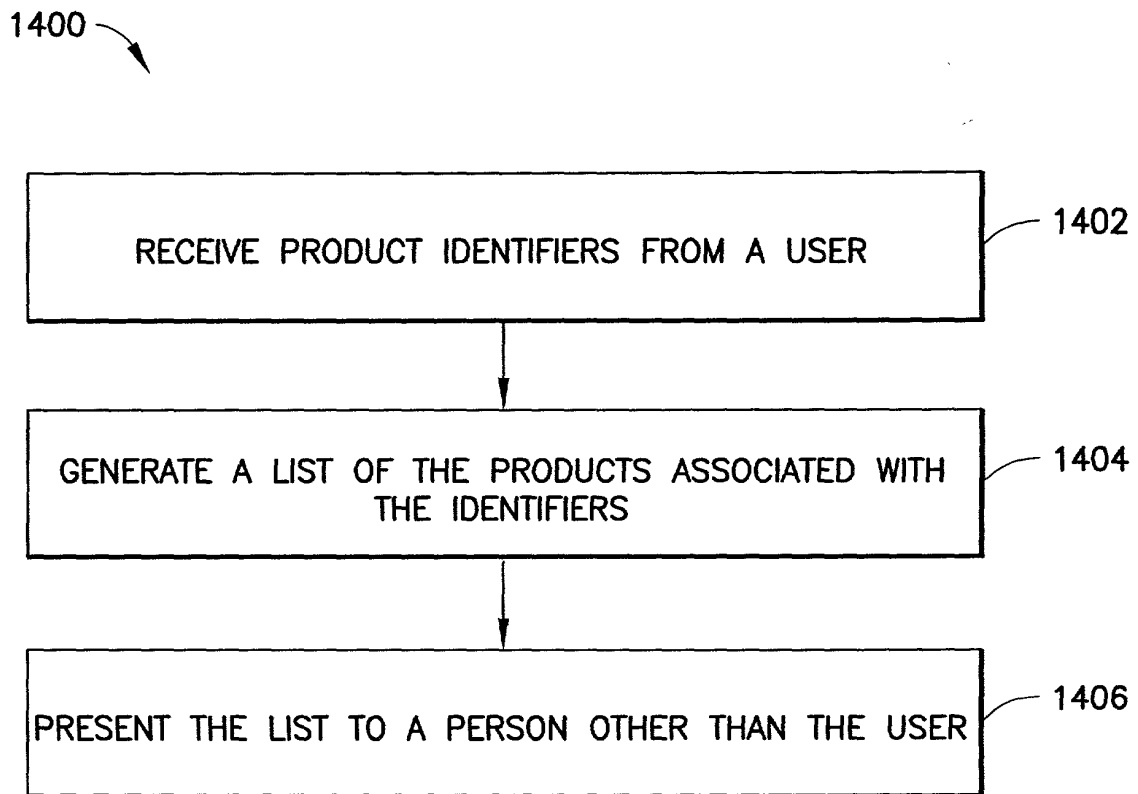 1400
RECEIVE PRODUCT IDENTIFIERS FROM A USER
1402
GENERATE A LIST OF THE PRODUCTS ASSOCIATED WITH
THE IDENTIFIERS
1404
PRESENT THE LIST TO A PERSON OTHER THAN THE USER
1406